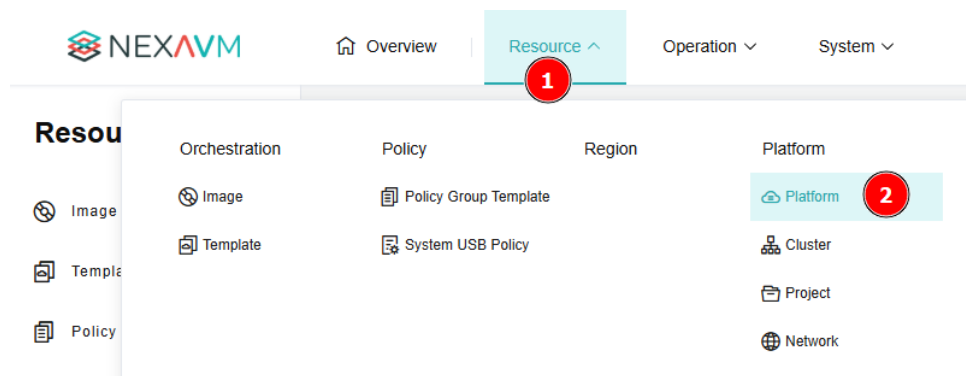 NEXAVM Overview Resource Operation System
1
Resou
Orchestration Policy Region Platform
Image Image Policy Group Template Platform 2
Templa Template System USB Policy Cluster
Project
Policy Network